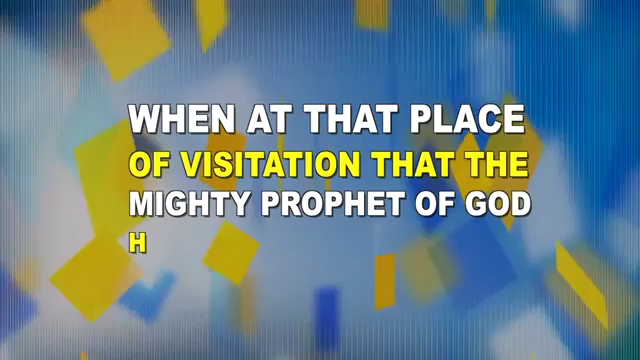 WHEN AT THAT PLACE
OF VISITATION THAT THE
MIGHTY PROPHET OF GOD
H